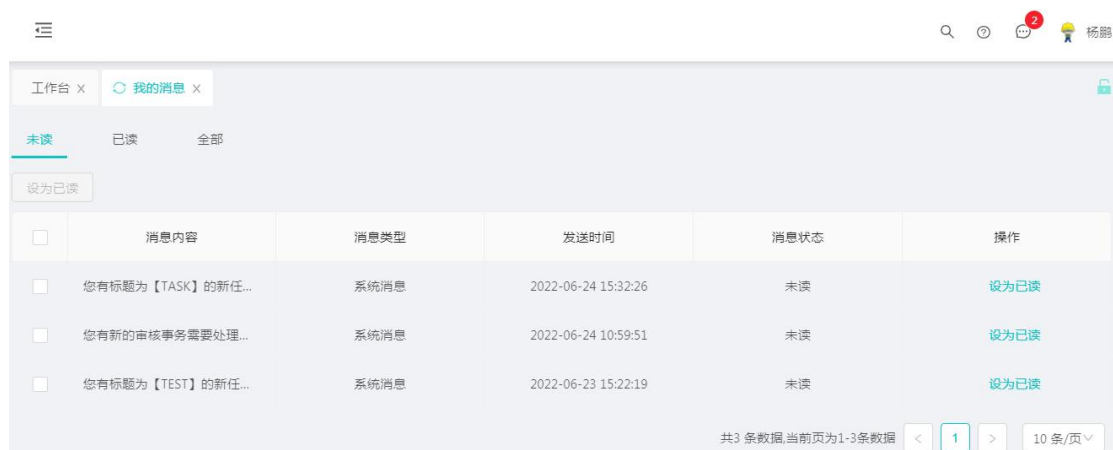 2
杨鹏
工作台 x 我的消息 x
未读 已读 全部
设为已读
消息内容 消息类型 发送时间 消息状态 操作
您有标题为【TASK】的新任... 系统消息 2022-06-24 15:32:26 未读 设为已读
您有新的审核事务需要处理... 系统消息 2022-06-24 10:59:51 未读 设为已读
您有标题为【TEST】的新任... 系统消息 2022-06-23 15:22:19 未读 设为已读
共3 条数据,当前页为1-3条数据 < 1 > 10 条/页